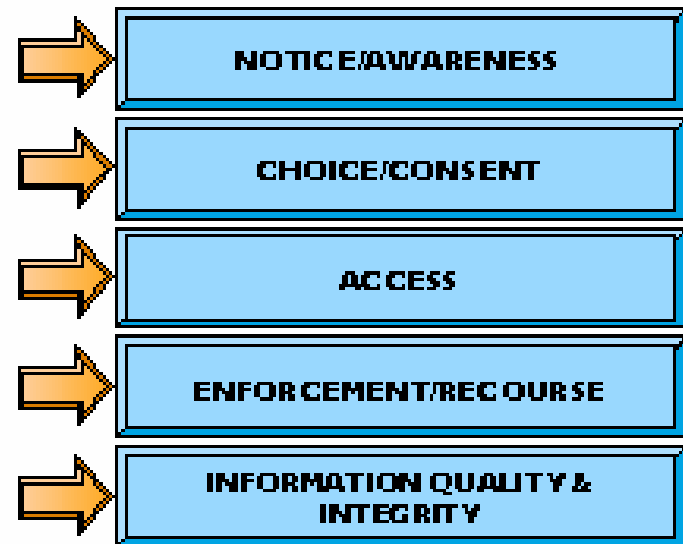 NOTICE/AWARENESS
CHOICE/CONSENT
ACCESS
ENFORCEMENT/RECOURSE
INFORMATION QUALITY &
INTEGRITY